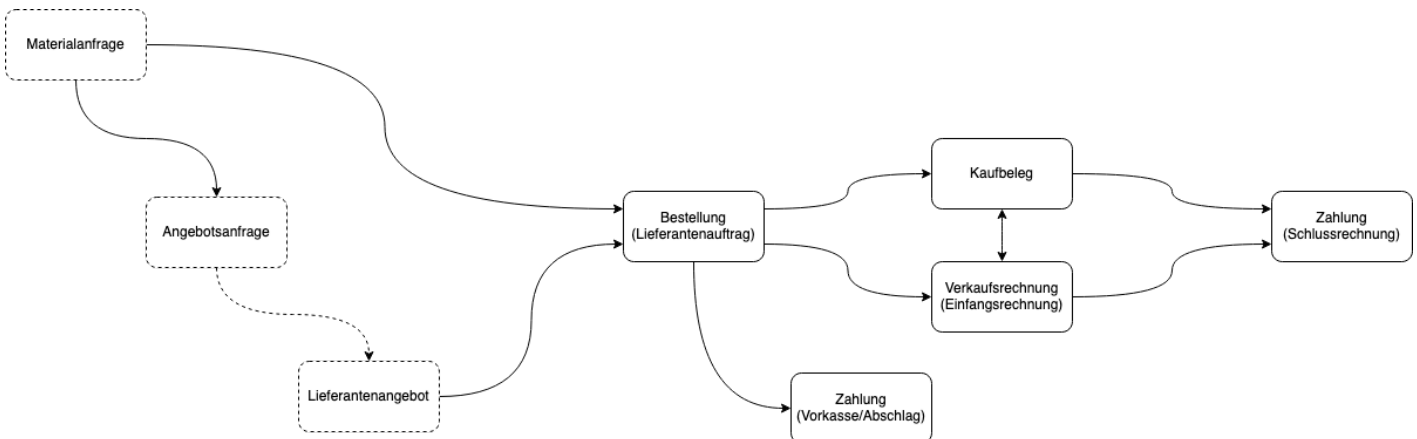 Materialanfrage
Angebotsanfrage
Lieferantenangebot
Bestellung
(Lieferantenauftrag)
Kaufbeleg
Verkaufsrechnung
(Einfangsrechnung)
Zahlung
(Vorkasse/Abschlag)
Zahlung
(Schlussrechnung)